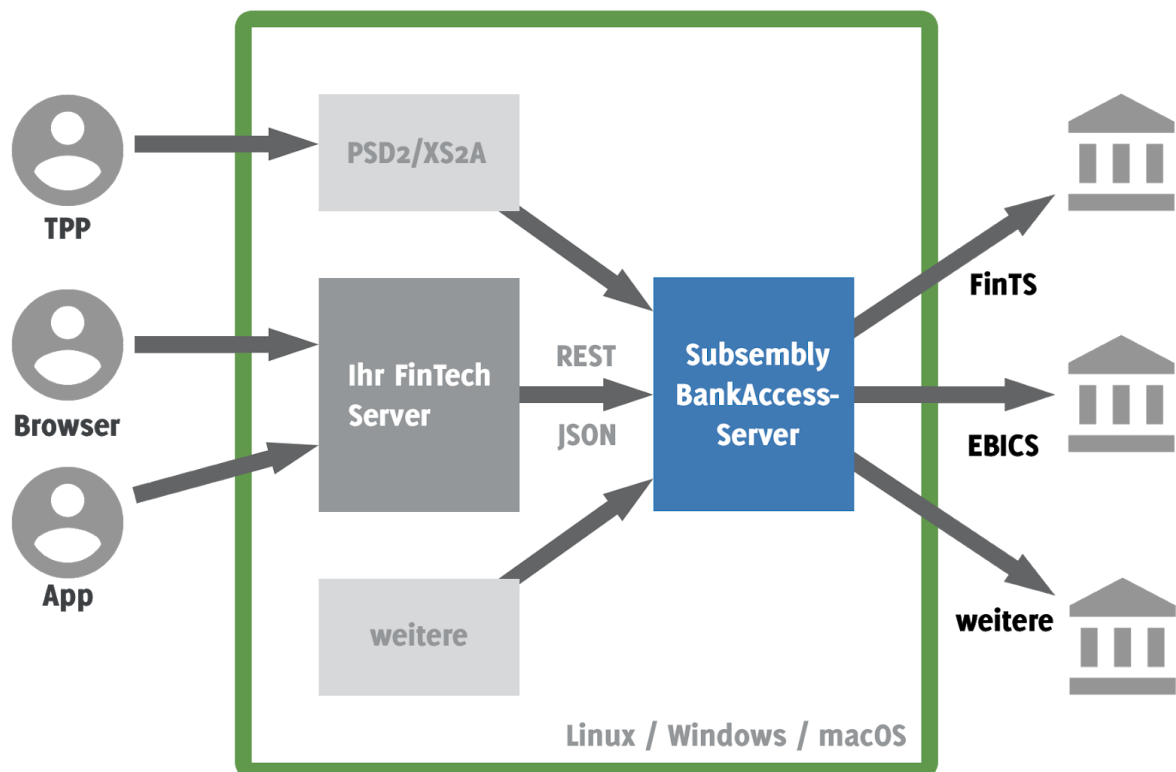 TPP
Browser
App
PSD2/XS2A
Ihr FinTech
Server
weitere
REST
JSON
Subsembly
BankAccess-
Server
FinTS
EBICS
weitere
Linux / Windows / macOS